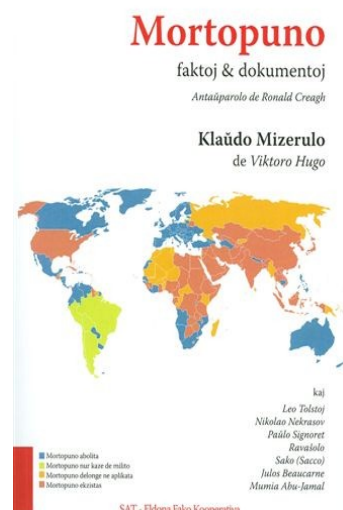 Mortopuno
faktoj & dokumentoj
Antaŭparolo de Ronald Creagh
Klaŭdo Mizerulo
de Viktoro Hugo
kaj
Leo Tolstoj
Nikolao Nekrasov
Paŭlo Signoret
Ravaŝolo
Sako (Sacco)
Julos Beaucarne
Mumia Abu-Jamal
Mortopuno abolita
Mortopuno nur kaze de milito
Mortopuno delonge ne aplikata
Mortopuno ekzistas
SAT - Eldona Fako Kooperativa